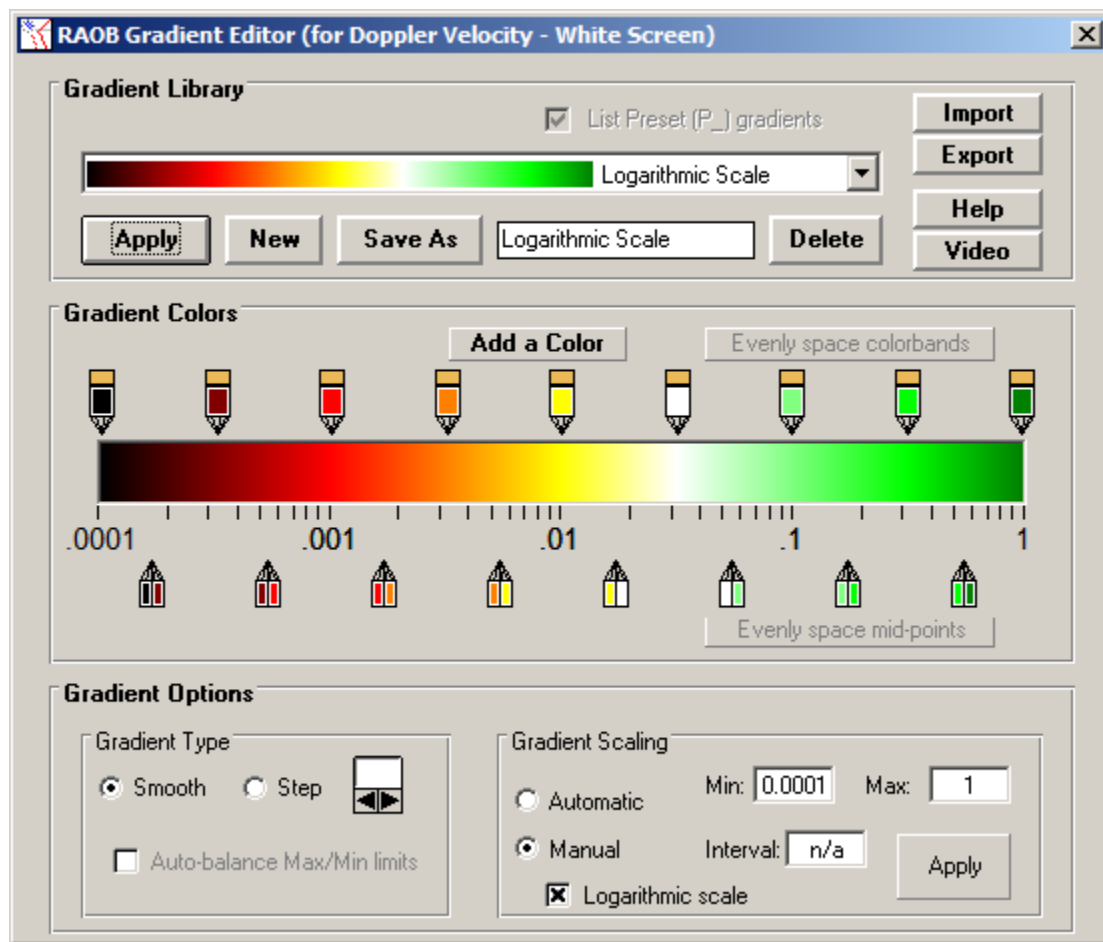 RAOB Gradient Editor (for Doppler Velocity - White Screen)
Gradient Library
List Preset (P_) gradients
Import
Export
Logarithmic Scale
Help
Apply New Save As Logarithmic Scale Delete
Video
Gradient Colors
Add a Color Evenly space colorbands
.0001 .001 .01 .1 1
Evenly space mid-points
Gradient Options
Gradient Type Gradient Scaling
Smooth Step
Automatic Min: 0.0001 Max: 1
Auto-balance Max/Min limits
Manual Interval: n/a Apply
Logarithmic scale